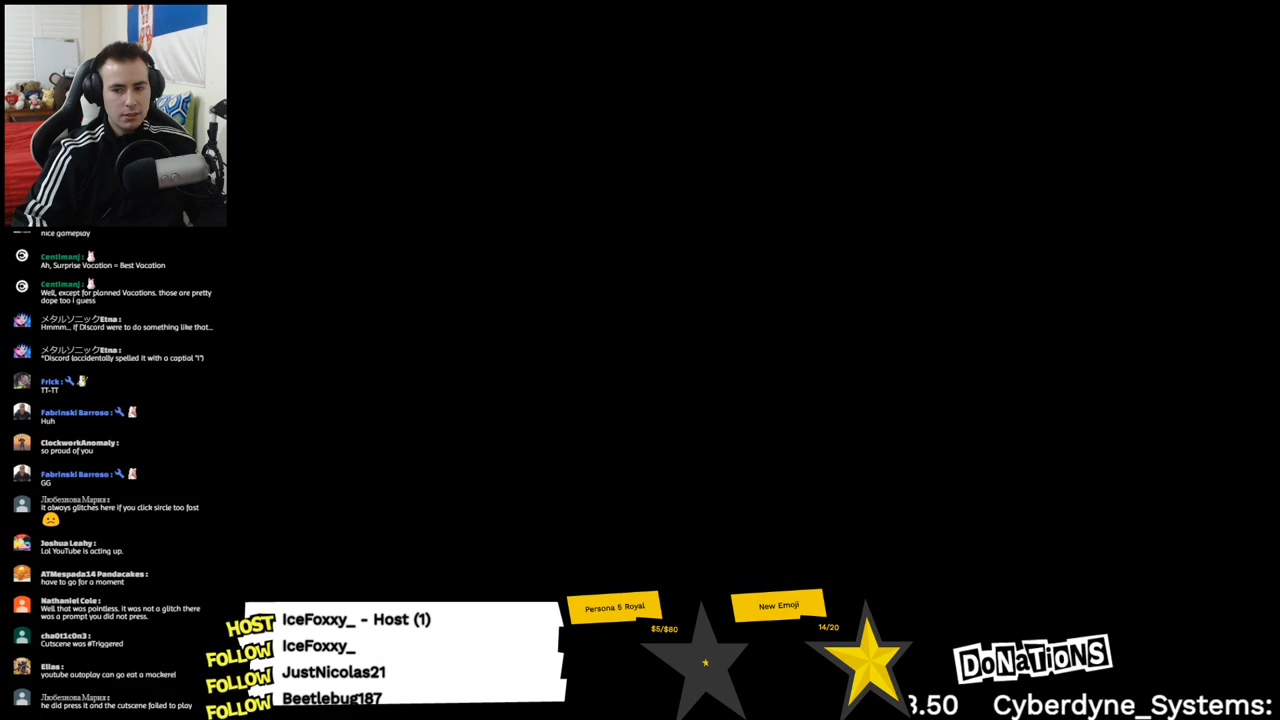 nice gameplay
Centimanj :
Ah, Surprise Vacation = Best Vacation
Centimanj :
Well, except for planned Vacations. those are pretty
dope too I guess
メタルソニックEtna :
Hmmm... If Discord were to do something like that...
メタルソニックEtna :
*Discord (accidentally spelled it with a captial "I")
Frick :
TT-TT
Fabrinski Barroso :
Huh
ClockworkAnomaly :
so proud of you
Fabrinski Barroso :
GG
Любезнова Мария :
it always glitches here if you click sircle too fast
Joshua Leahy :
Lol YouTube is acting up.
ATMespada14 Pandacakes :
have to go for a moment
Nathaniel Cole :
Well that was pointless. it was not a glitch there
was a prompt you did not press.
cha0t1c0n3 :
Cutscene was #Triggered
Elias :
youtube autoplay can go eat a mackerel
Любезнова Мария :
he did press it and the cutscene failed to play
HOST IceFoxxy_ - Host (1)
FOLLOW IceFoxxy_
FOLLOW JustNicolas21
FOLLOW Beetlebug187
Persona 5 Royal
$5/$80
New Emoji
14/20
DoNaTiONS
3.50 Cyberdyne_Systems: